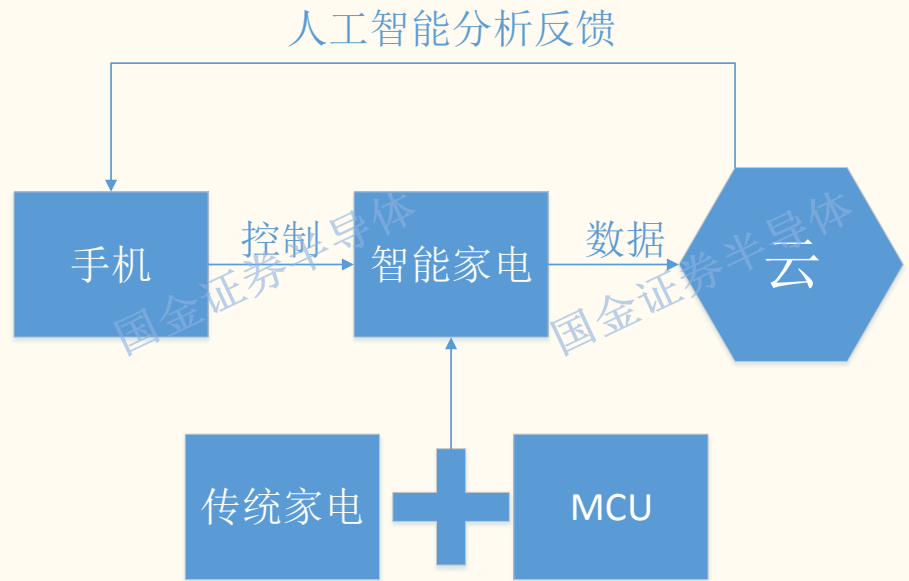 人工智能分析反馈
手机
控制
智能家电
数据
云
国金证券半导体
国金证券半导体
传统家电
MCU